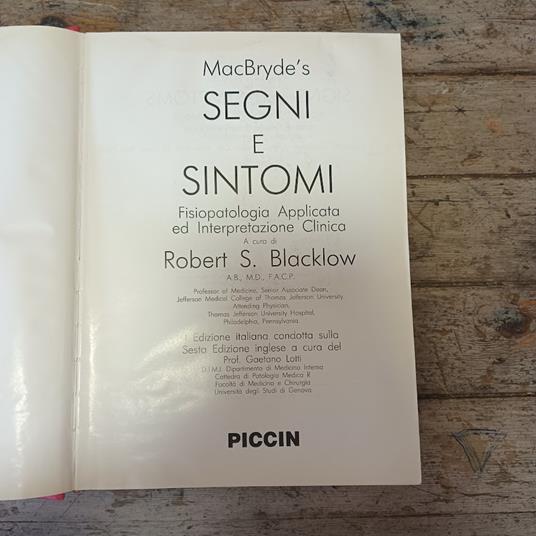 MacBryde's
SEGNI
E
SINTOMI
Fisiopatologia Applicata
ed Interpretazione Clinica
A cura di
Robert S. Blacklow
A.B., M.D., F.A.C.P.
Professor of Medicine, Senior Associate Dean,
Jefferson Medical College of Thomas Jefferson University
Attending Physician,
Thomas Jefferson University Hospital,
Philadelphia, Pennsylvania
I Edizione italiana condotta sulla
Sesta Edizione inglese a cura del
Prof. Gaetano Lotti
D.I.M.I. Dipartimento di Medicina Interna
Cattedra di Patologia Medica R
Facoltà di Medicina e Chirurgia
Università degli Studi di Genova
PICCIN